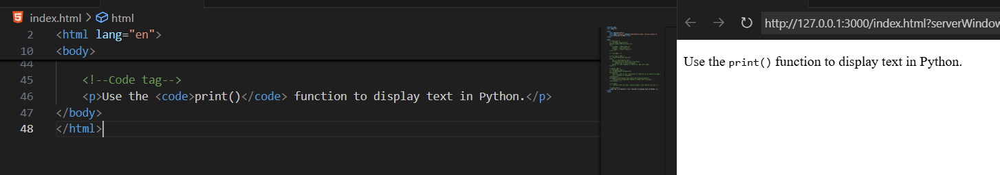 index.html > html
2 <html lang="en">
10 <body>
44
45 <!--Code tag-->
46 <p>Use the <code>print()</code> function to display text in Python.</p>
47 </body>
48 </html>
http://127.0.0.1:3000/index.html?serverWindow
Use the print() function to display text in Python.